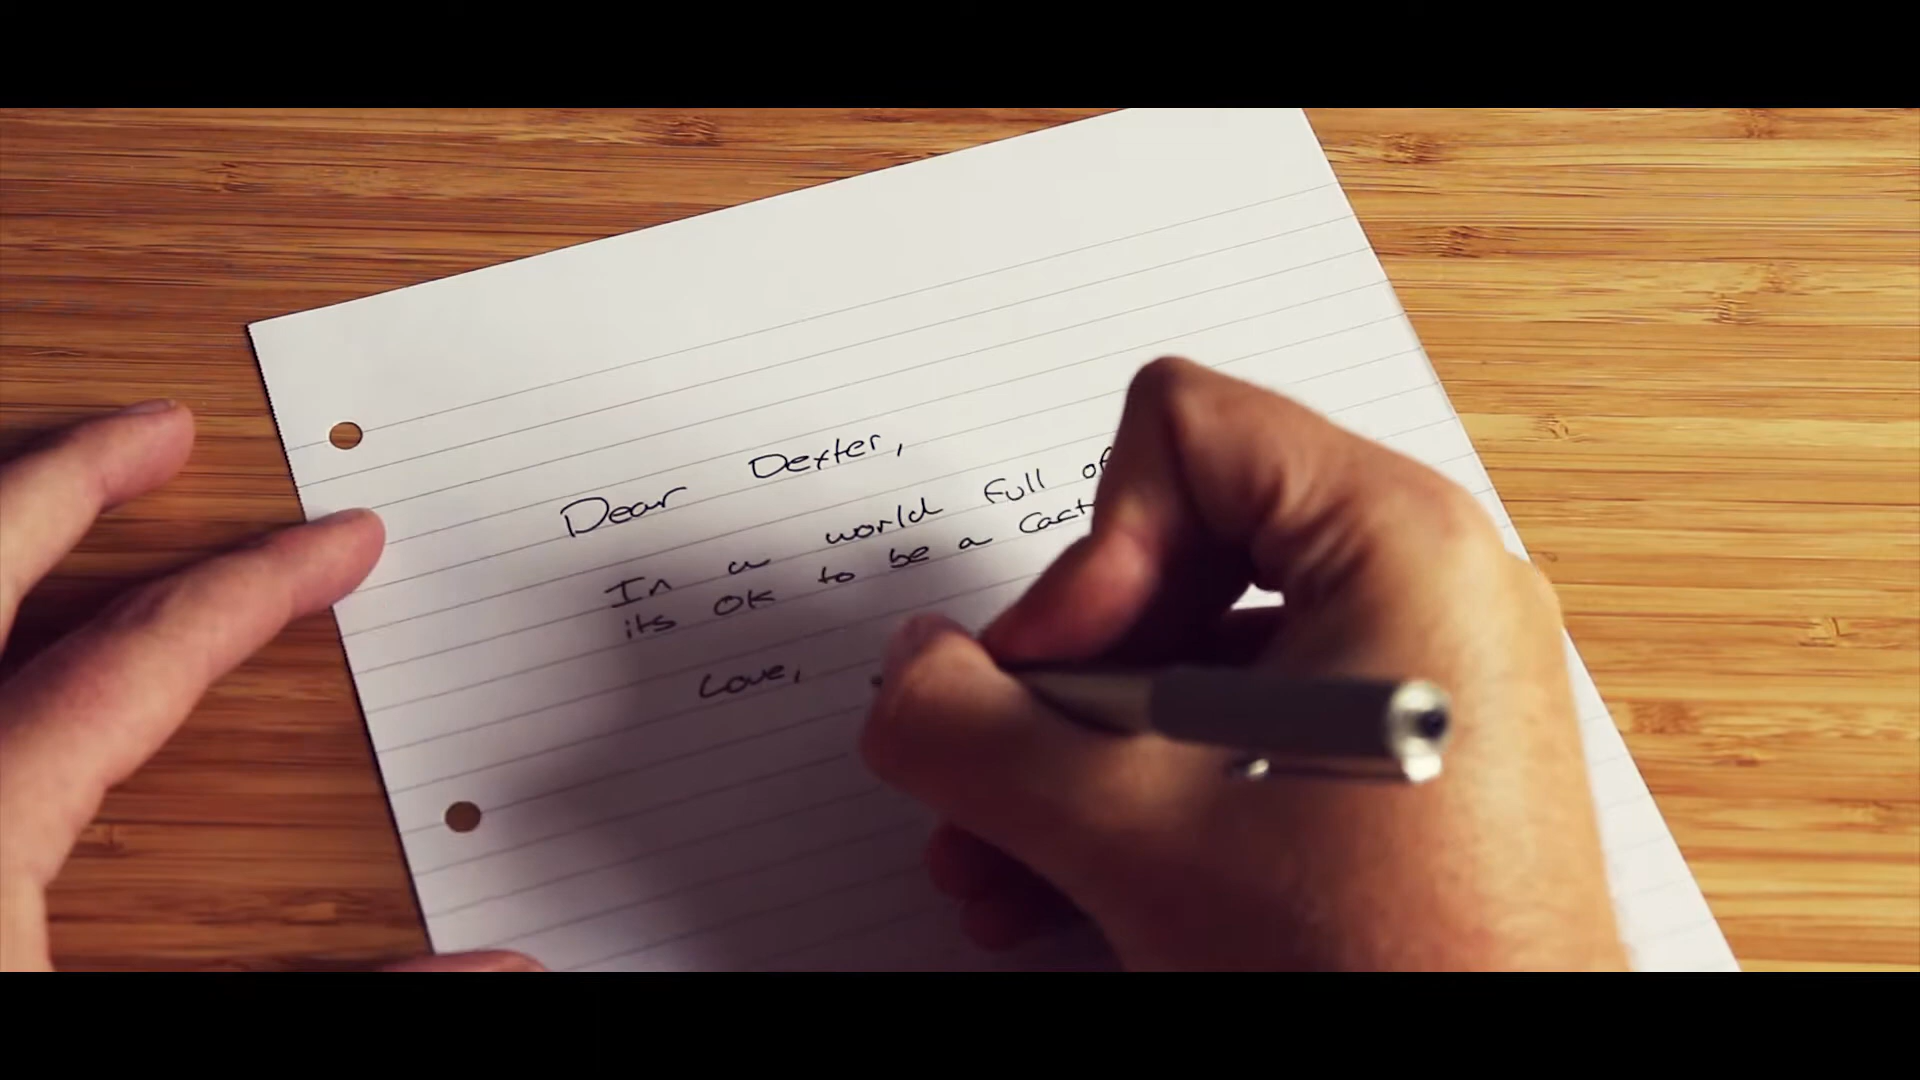 Dear Dexter,
In a world full of
its OK to be a
Love,